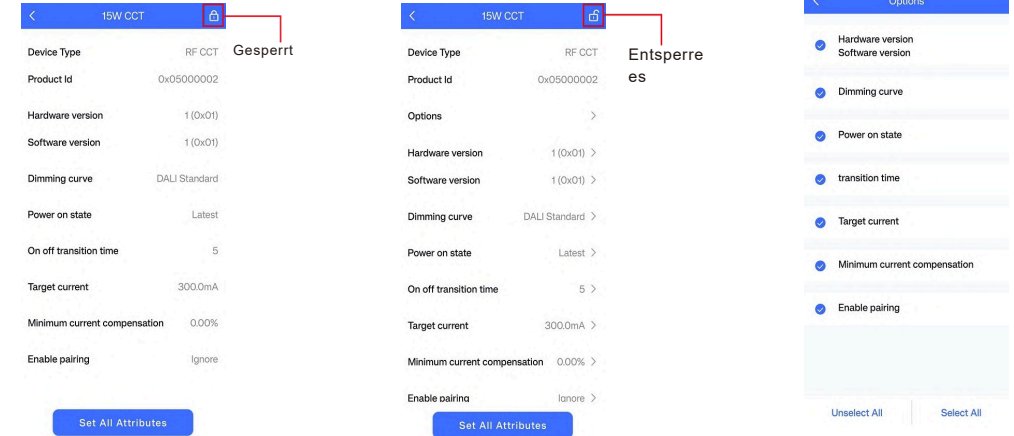 15W CCT
Device Type RF CCT
Product Id 0x05000002
Hardware version 1 (0x01)
Software version 1 (0x01)
Dimming curve DALI Standard
Power on state Latest
On off transition time 5
Target current 300.0mA
Minimum current compensation 0.00%
Enable pairing Ignore
Set All Attributes
Gesperrt
15W CCT
Device Type RF CCT
Product Id 0x05000002
Options
Hardware version 1 (0x01)
Software version 1 (0x01)
Dimming curve DALI Standard
Power on state Latest
On off transition time 5
Target current 300.0mA
Minimum current compensation 0.00%
Enable pairing Ignore
Set All Attributes
Entsperre
es
Options
Hardware version
Software version
Dimming curve
Power on state
transition time
Target current
Minimum current compensation
Enable pairing
Unselect All Select All